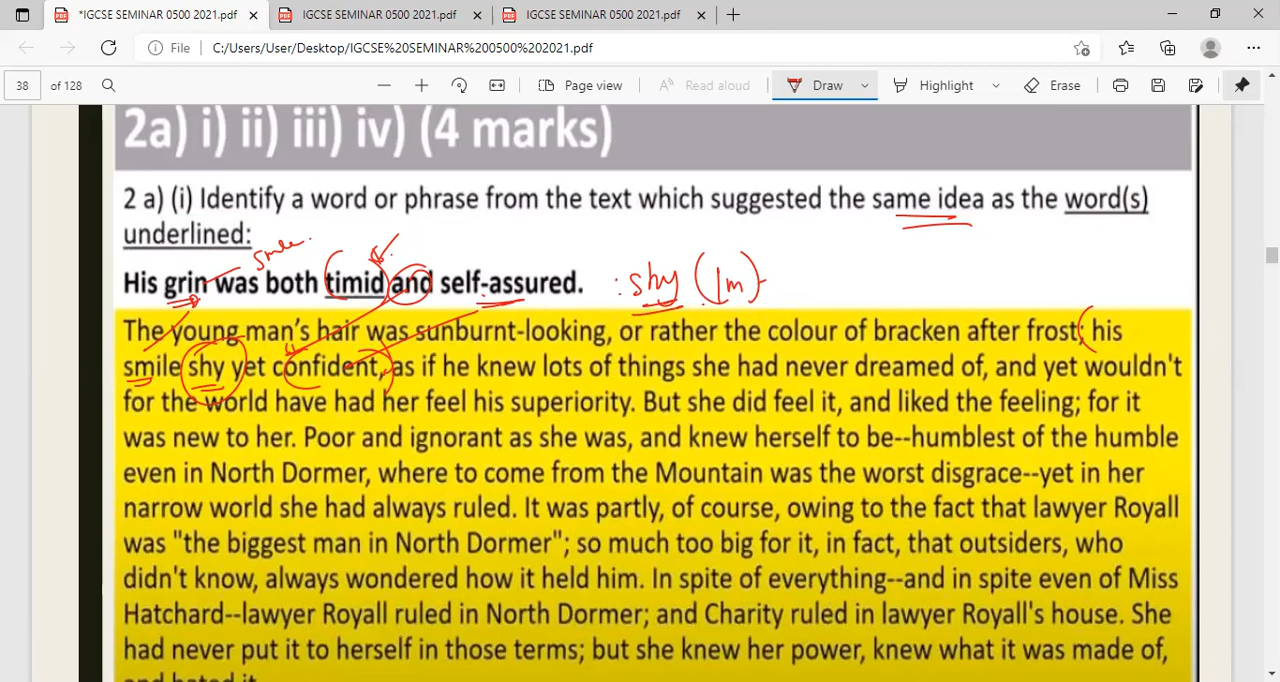 *IGCSE SEMINAR 0500 2021.pdf
IGCSE SEMINAR 0500 2021.pdf
IGCSE SEMINAR 0500 2021.pdf
File C:/Users/User/Desktop/IGCSE%20SEMINAR%200500%202021.pdf
38 of 128 Page view Read aloud Draw Highlight Erase
2a) i) ii) iii) iv) (4 marks)
2 a) (i) Identify a word or phrase from the text which suggested the same idea as the word(s)
underlined:
smile.
His grin was both timid and self-assured. : shy (1m)
The young man's hair was sunburnt-looking, or rather the colour of bracken after frost; his
smile shy yet confident, as if he knew lots of things she had never dreamed of, and yet wouldn't
for the world have had her feel his superiority. But she did feel it, and liked the feeling; for it
was new to her. Poor and ignorant as she was, and knew herself to be--humblest of the humble
even in North Dormer, where to come from the Mountain was the worst disgrace--yet in her
narrow world she had always ruled. It was partly, of course, owing to the fact that lawyer Royall
was "the biggest man in North Dormer"; so much too big for it, in fact, that outsiders, who
didn't know, always wondered how it held him. In spite of everything--and in spite even of Miss
Hatchard--lawyer Royall ruled in North Dormer; and Charity ruled in lawyer Royall's house. She
had never put it to herself in those terms; but she knew her power, knew what it was made of,
and hated it.